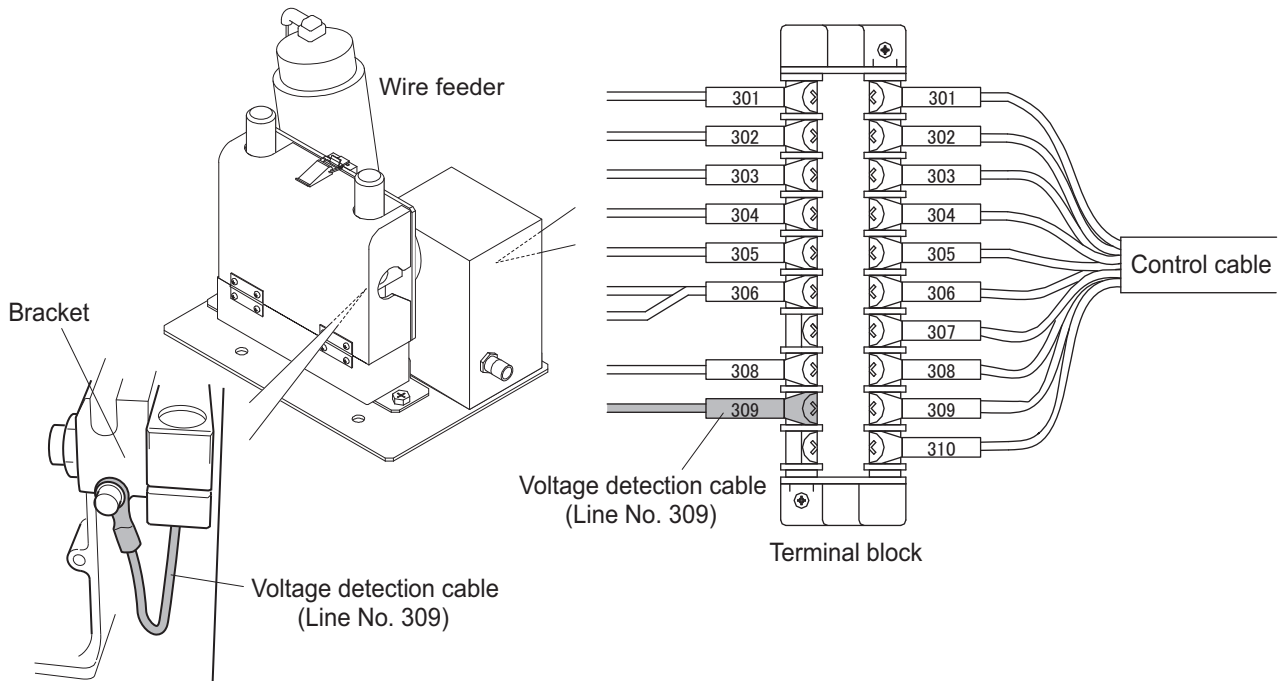 Wire feeder
Bracket
Voltage detection cable
(Line No. 309)
301
302
303
304
305
306
308
309
301
302
303
304
305
306
307
308
309
310
Control cable
Voltage detection cable
(Line No. 309)
Terminal block